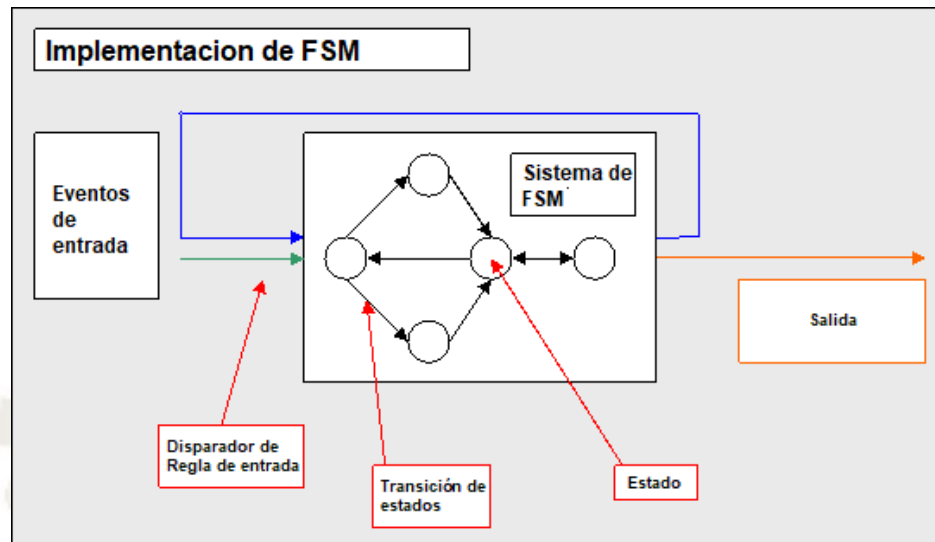 Implementacion de FSM
Eventos
de
entrada
Sistema de
FSM
Salida
Disparador de
Regla de entrada
Transición de
estados
Estado